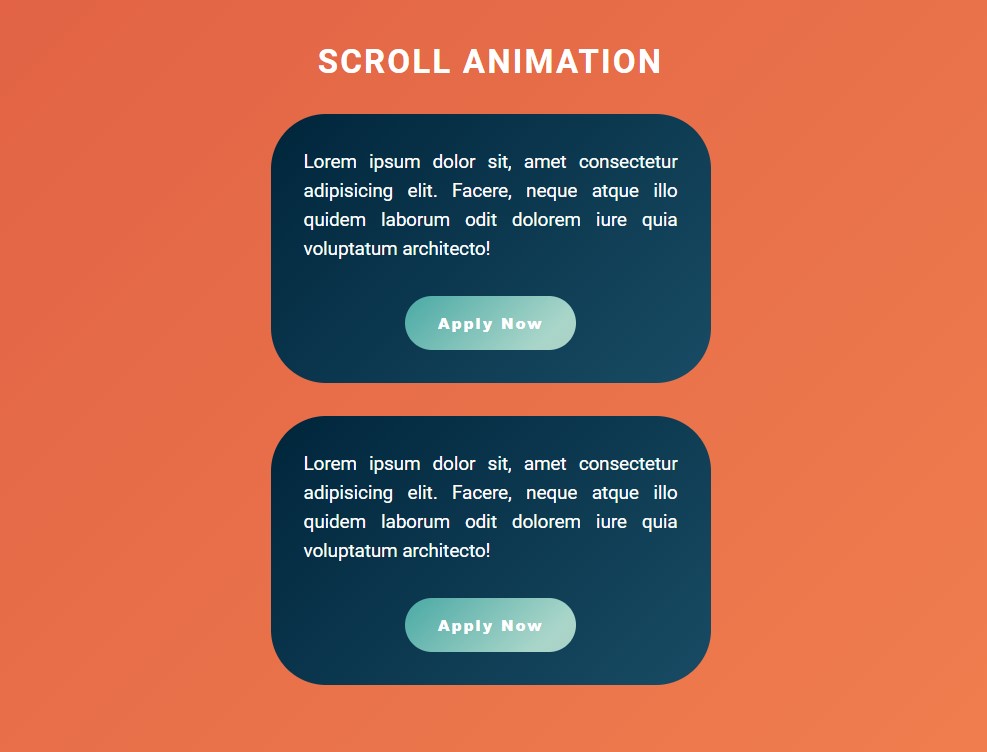 SCROLL ANIMATION
Lorem ipsum dolor sit, amet consectetur
adipisicing elit. Facere, neque atque illo
quidem laborum odit dolorem iure quia
voluptatum architecto!
Apply Now
Lorem ipsum dolor sit, amet consectetur
adipisicing elit. Facere, neque atque illo
quidem laborum odit dolorem iure quia
voluptatum architecto!
Apply Now